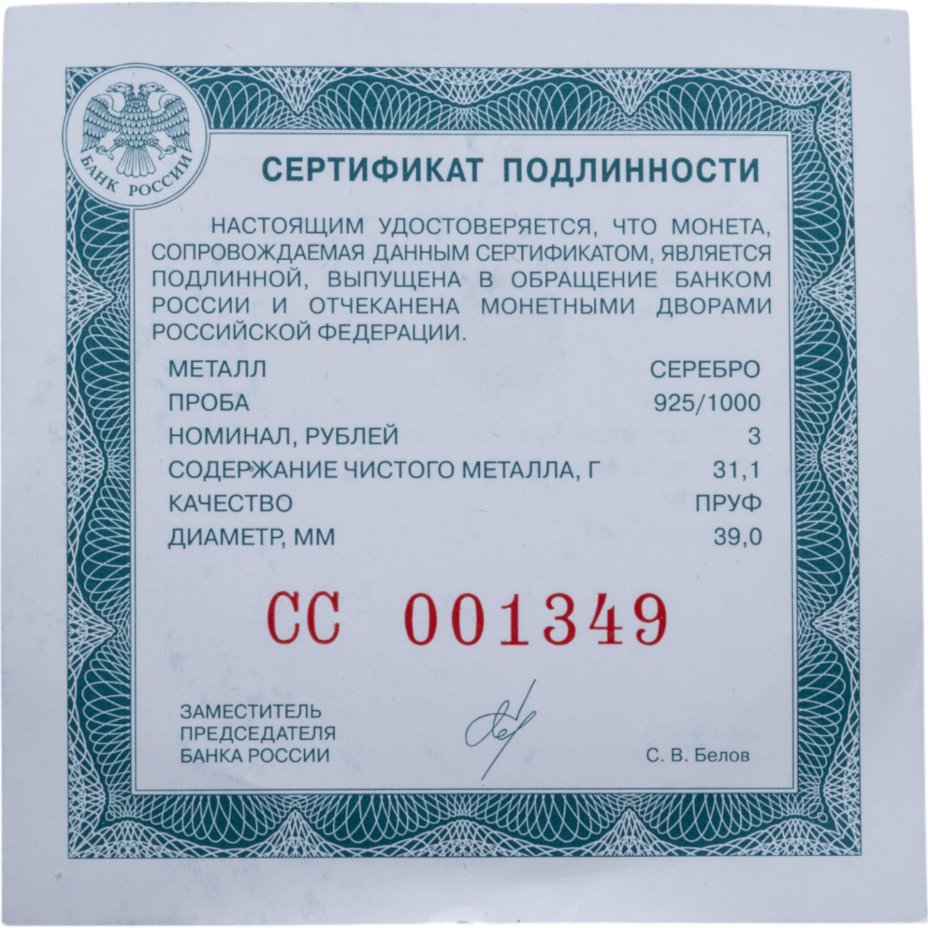 БАНК РОССИИ
СЕРТИФИКАТ ПОДЛИННОСТИ
НАСТОЯЩИМ УДОСТОВЕРЯЕТСЯ, ЧТО МОНЕТА,
СОПРОВОЖДАЕМАЯ ДАННЫМ СЕРТИФИКАТОМ, ЯВЛЯЕТСЯ
ПОДЛИННОЙ, ВЫПУЩЕНА В ОБРАЩЕНИЕ БАНКОМ
РОССИИ И ОТЧЕКАНЕНА МОНЕТНЫМИ ДВОРАМИ
РОССИЙСКОЙ ФЕДЕРАЦИИ.
МЕТАЛЛ СЕРЕБРО
ПРОБА 925/1000
НОМИНАЛ, РУБЛЕЙ 3
СОДЕРЖАНИЕ ЧИСТОГО МЕТАЛЛА, Г 31,1
КАЧЕСТВО ПРУФ
ДИАМЕТР, ММ 39,0
СС 001349
ЗАМЕСТИТЕЛЬ
ПРЕДСЕДАТЕЛЯ
БАНКА РОССИИ С. В. Белов